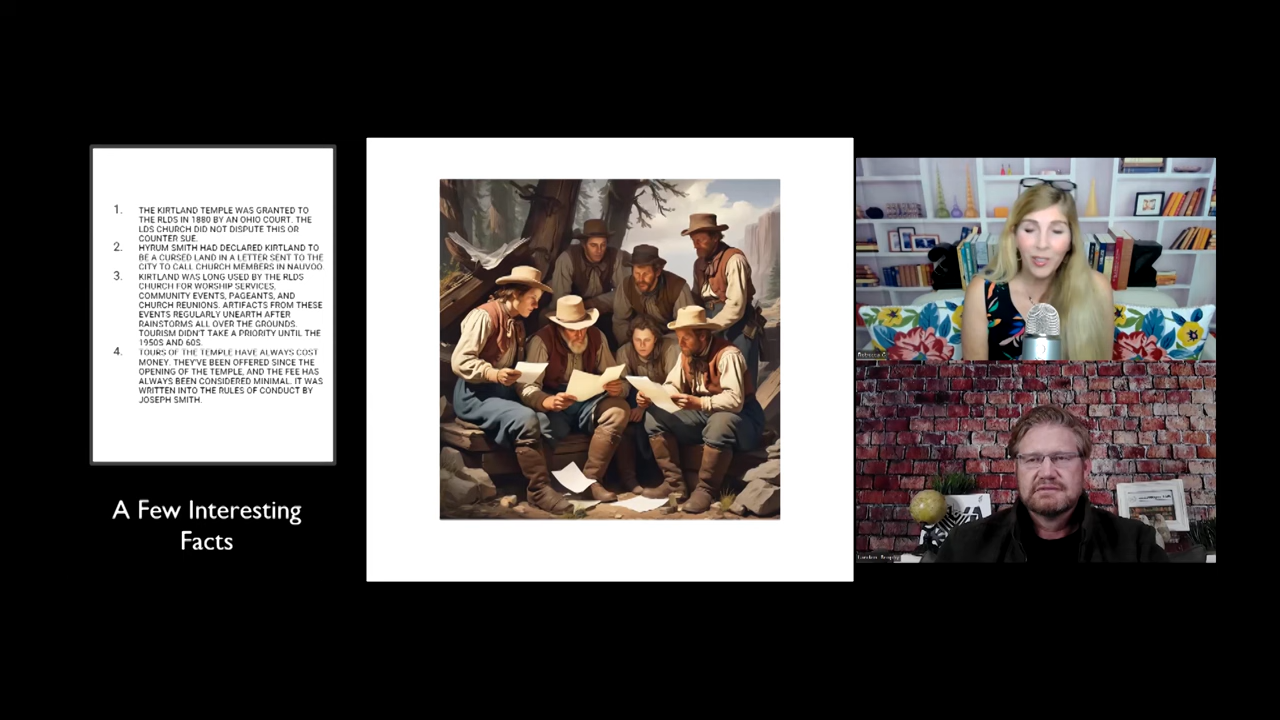 1. THE KIRTLAND TEMPLE WAS GRANTED TO
THE RLDS IN 1880 BY AN OHIO COURT. THE
LDS CHURCH DID NOT DISPUTE THIS OR
COUNTER SUE.
2. HYRUM SMITH HAD DECLARED KIRTLAND TO
BE A CURSED LAND IN A LETTER SENT TO THE
CITY TO CALL CHURCH MEMBERS IN NAUVOO.
3. KIRTLAND WAS LONG USED BY THE RLDS
CHURCH FOR WORSHIP SERVICES,
COMMUNITY EVENTS, PAGEANTS, AND
CHURCH REUNIONS. ARTIFACTS FROM THESE
EVENTS REGULARLY UNEARTH AFTER
RAINSTORMS ALL OVER THE GROUNDS.
TOURISM DIDN'T TAKE A PRIORITY UNTIL THE
1950S AND 60S.
4. TOURS OF THE TEMPLE HAVE ALWAYS COST
MONEY. THEY'VE BEEN OFFERED SINCE THE
OPENING OF THE TEMPLE, AND THE FEE HAS
ALWAYS BEEN CONSIDERED MINIMAL. IT WAS
WRITTEN INTO THE RULES OF CONDUCT BY
JOSEPH SMITH.
A Few Interesting
Facts
Rebecca G